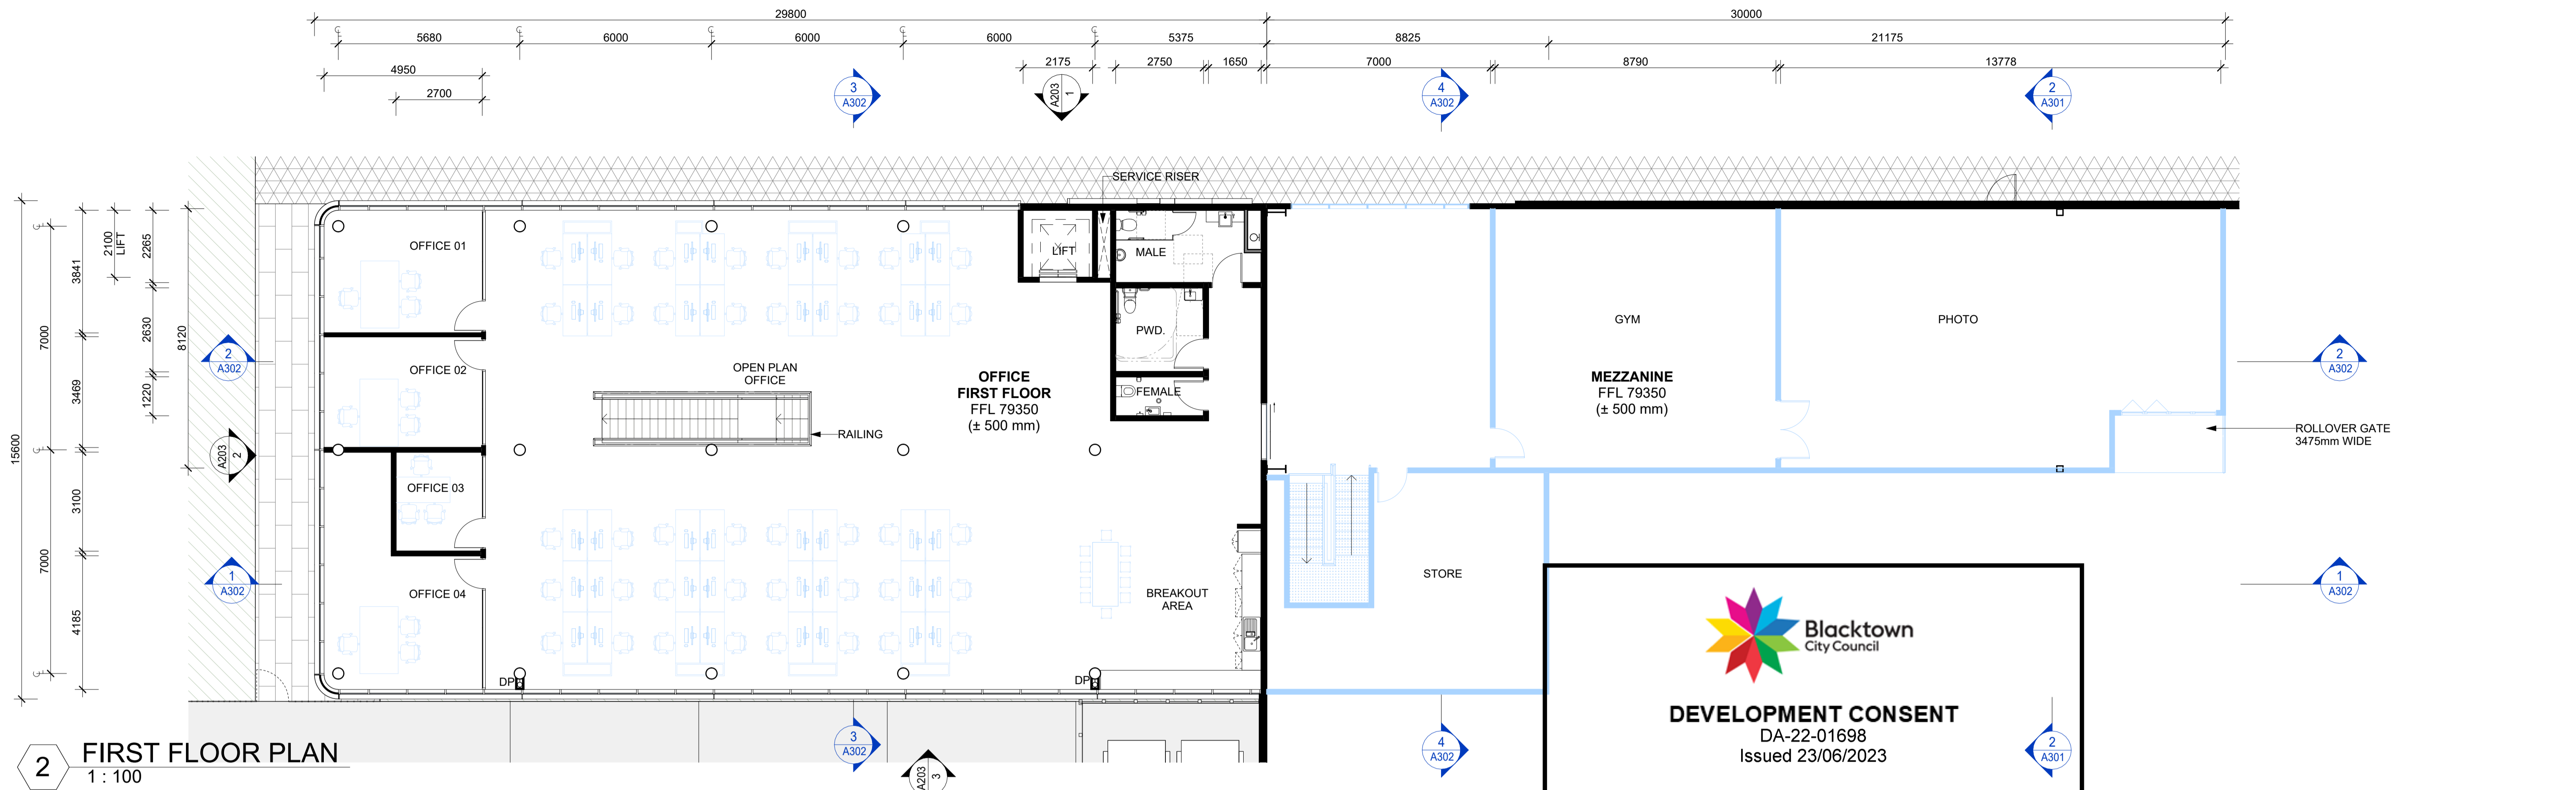 29800
30000
5680
6000
6000
6000
5375
8825
21175
4950
2175
2750
1650
7000
8790
13778
2700
3
A302
A203
1
4
A302
2
A301
SERVICE RISER
15600
7000
7000
3841
3469
3100
4185
2100
LIFT
2265
2630
1220
8120
OFFICE 01
LIFT
MALE
GYM
PHOTO
PWD.
2
A302
OFFICE 02
OPEN PLAN
OFFICE
OFFICE
FIRST FLOOR
FFL 79350
(± 500 mm)
FEMALE
MEZZANINE
FFL 79350
(± 500 mm)
2
A302
RAILING
ROLLOVER GATE
3475mm WIDE
A203
2
OFFICE 03
1
A302
OFFICE 04
BREAKOUT
AREA
STORE
1
A302
DP
DP
Blacktown
City Council
DEVELOPMENT CONSENT
DA-22-01698
Issued 23/06/2023
3
A302
A203
3
4
A302
2
A301
2
FIRST FLOOR PLAN
1 : 100